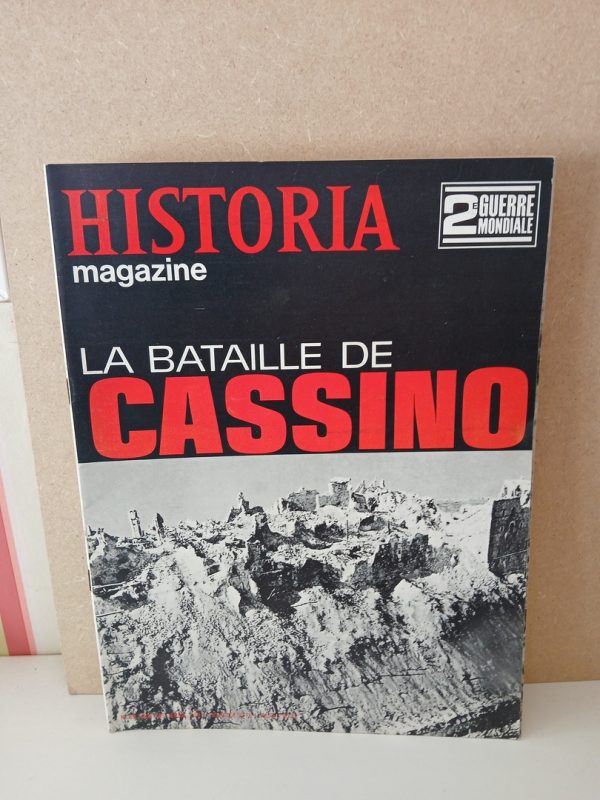 HISTORIA
magazine
2e GUERRE
MONDIALE
LA BATAILLE DE
CASSINO